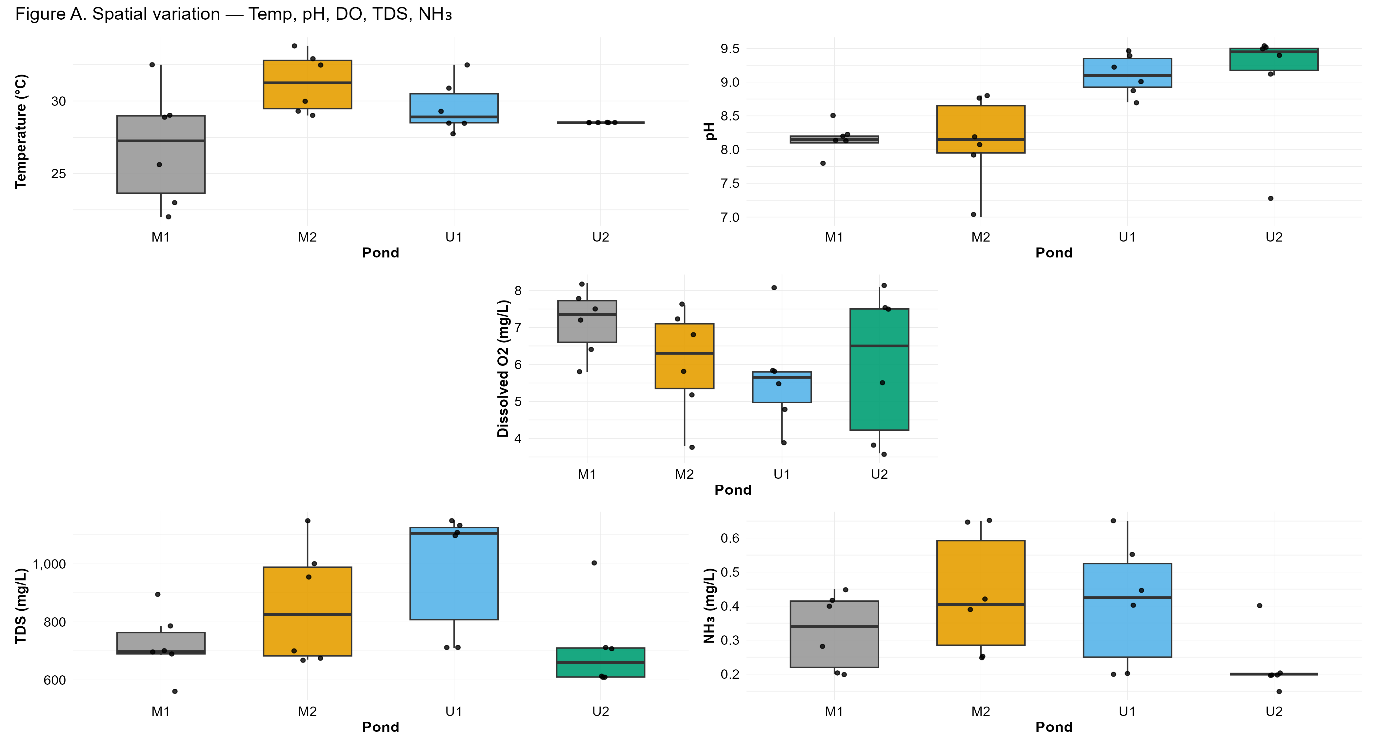 Figure A. Spatial variation — Temp, pH, DO, TDS, NH₃
Temperature (°C)
30
25
M1 M2 U1 U2
Pond
pH
9.5
9.0
8.5
8.0
7.5
7.0
M1 M2 U1 U2
Pond
Dissolved O2 (mg/L)
8
7
6
5
4
M1 M2 U1 U2
Pond
TDS (mg/L)
1,000
800
600
M1 M2 U1 U2
Pond
NH₃ (mg/L)
0.6
0.5
0.4
0.3
0.2
M1 M2 U1 U2
Pond